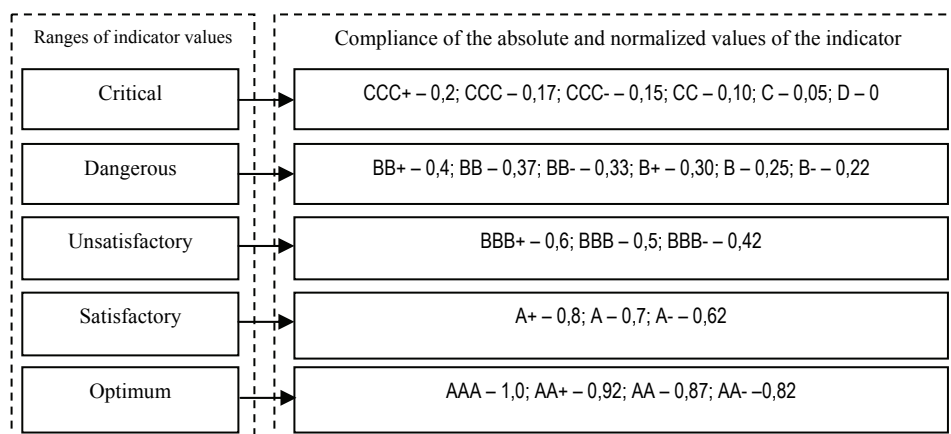 Ranges of indicator values
Compliance of the absolute and normalized values of the indicator
Critical
CCC+ – 0,2; CCC – 0,17; CCC- – 0,15; CC – 0,10; C – 0,05; D – 0
Dangerous
BB+ – 0,4; BB – 0,37; BB- – 0,33; B+ – 0,30; B – 0,25; B- – 0,22
Unsatisfactory
BBB+ – 0,6; BBB – 0,5; BBB- – 0,42
Satisfactory
A+ – 0,8; A – 0,7; A- – 0,62
Optimum
AAA – 1,0; AA+ – 0,92; AA – 0,87; AA- –0,82